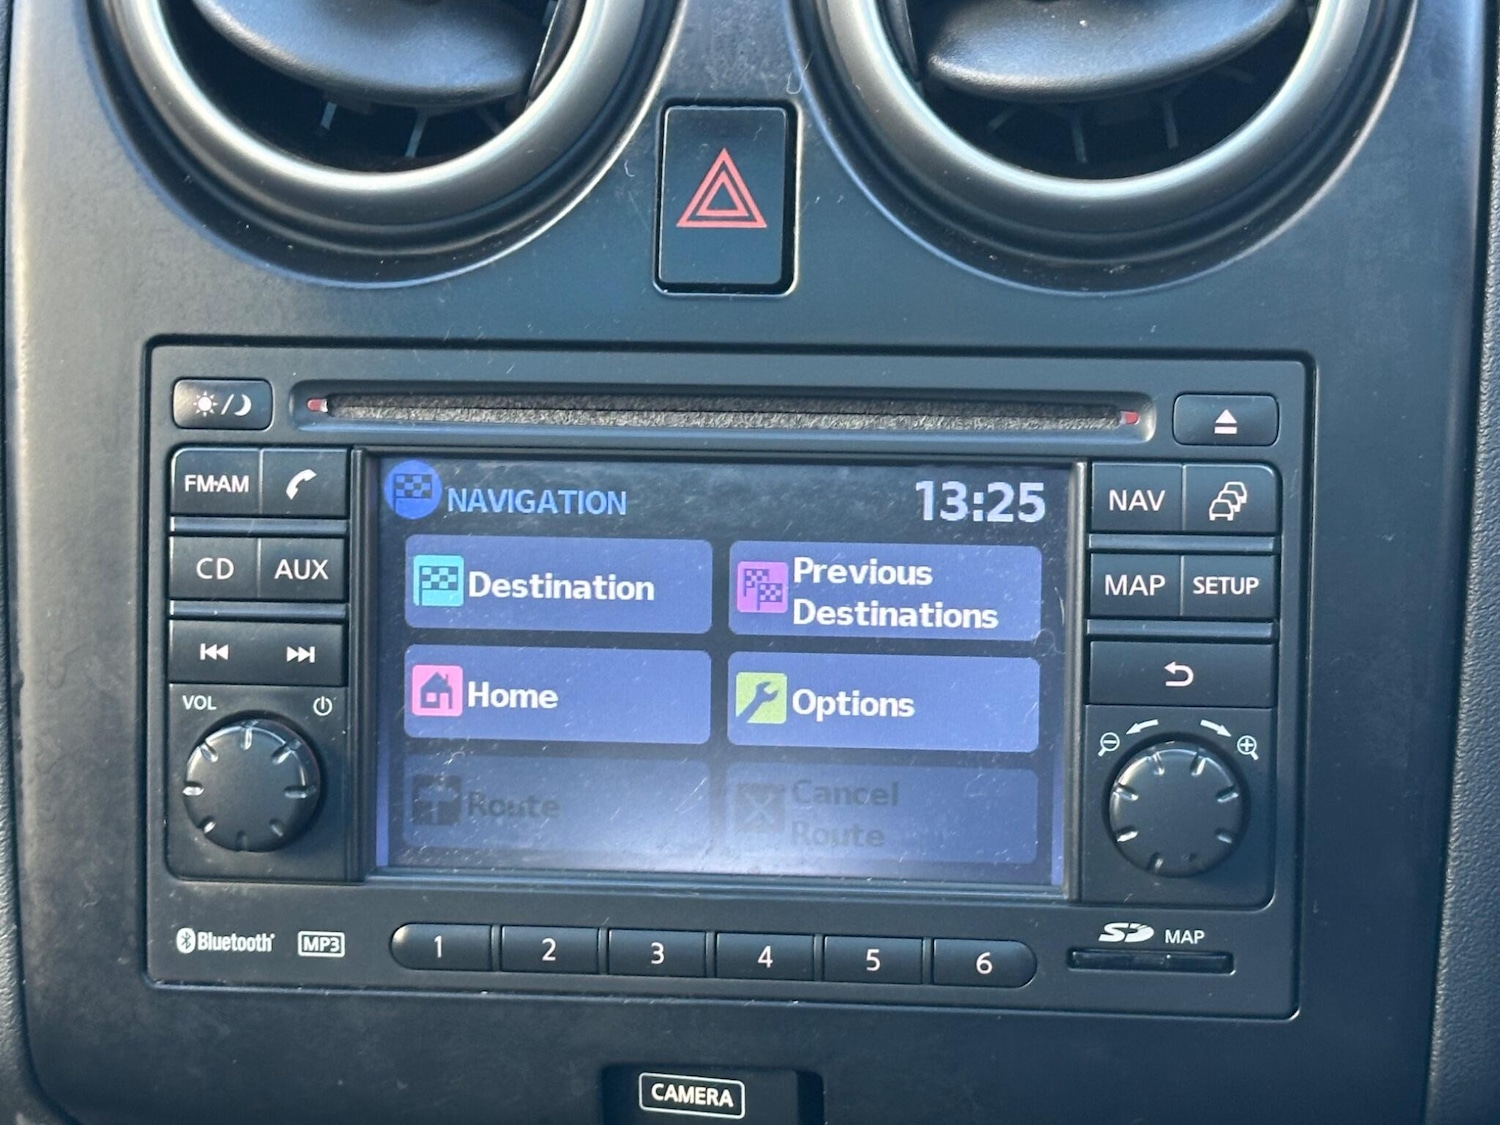 FM·AM
CD
AUX
VOL
NAVIGATION
13:25
Destination
Previous
Destinations
Home
Options
Route
Cancel
Route
NAV
MAP
SETUP
Bluetooth
MP3
1
2
3
4
5
6
SD
MAP
CAMERA